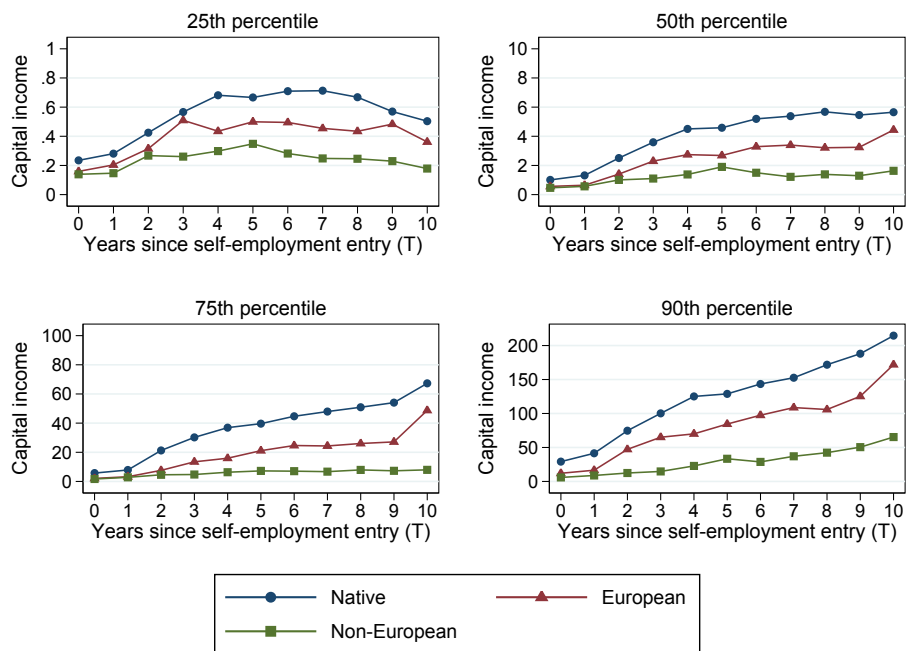 25th percentile
Capital income
1
.8
.6
.4
.2
0
0 1 2 3 4 5 6 7 8 9 10
Years since self-employment entry (T)
50th percentile
Capital income
10
8
6
4
2
0
0 1 2 3 4 5 6 7 8 9 10
Years since self-employment entry (T)
75th percentile
Capital income
100
80
60
40
20
0
0 1 2 3 4 5 6 7 8 9 10
Years since self-employment entry (T)
90th percentile
Capital income
200
150
100
50
0
0 1 2 3 4 5 6 7 8 9 10
Years since self-employment entry (T)
Native European
Non-European